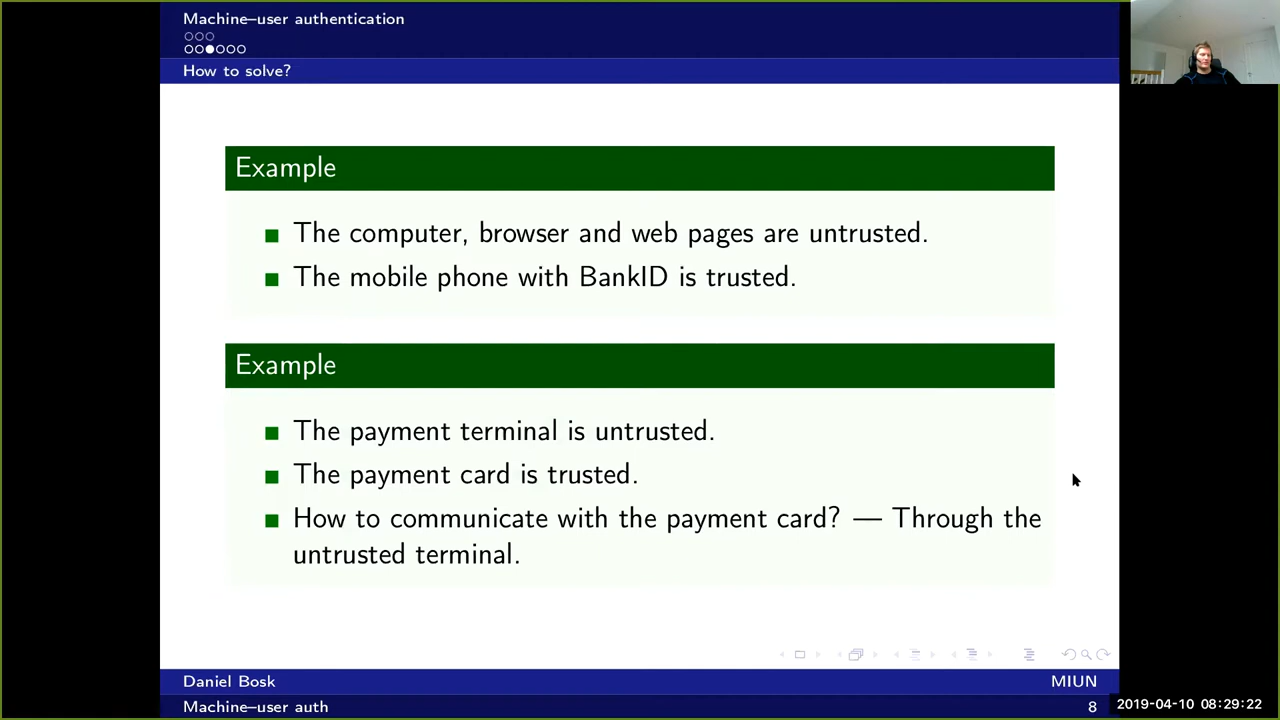 Machine–user authentication
How to solve?
Example
The computer, browser and web pages are untrusted.
The mobile phone with BankID is trusted.
Example
The payment terminal is untrusted.
The payment card is trusted.
How to communicate with the payment card? — Through the
untrusted terminal.
Daniel Bosk
MIUN
Machine–user auth
8
2019-04-10 08:29:22